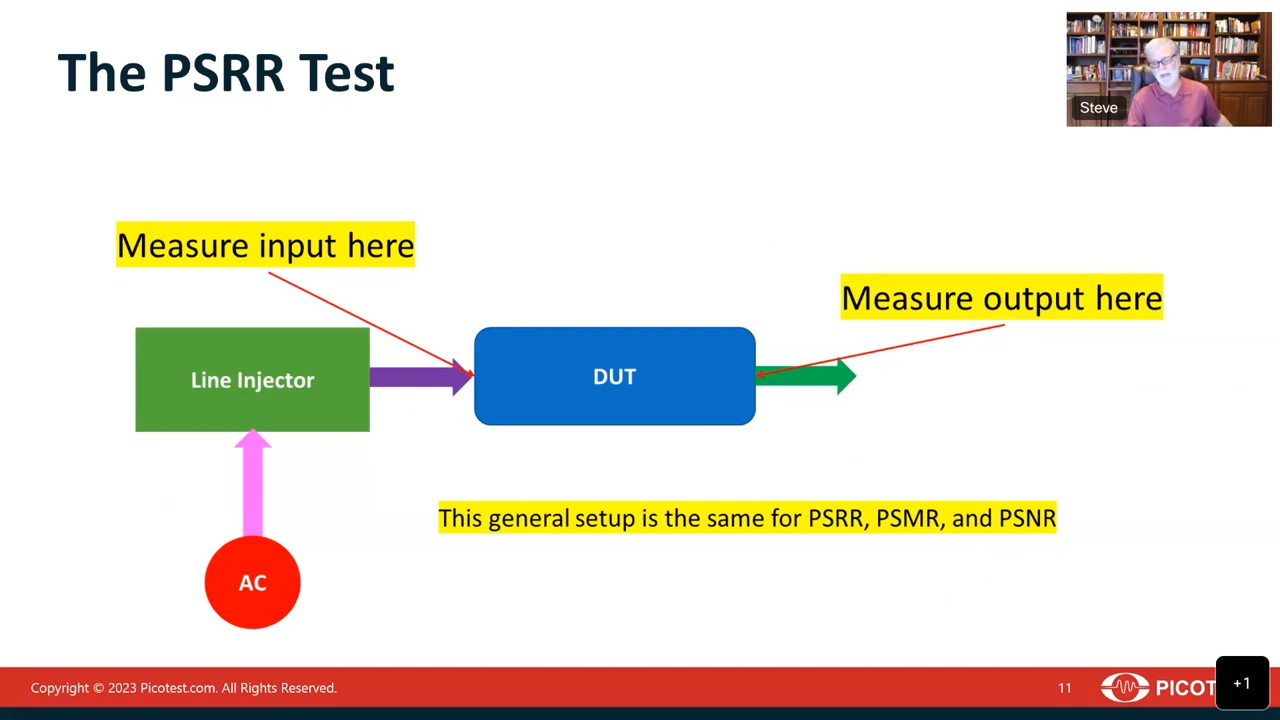 The PSRR Test
Steve
Measure input here
Measure output here
Line Injector
DUT
This general setup is the same for PSRR, PSMR, and PSNR
AC
Copyright © 2023 Picotest.com. All Rights Reserved.
11
PICOT
+1